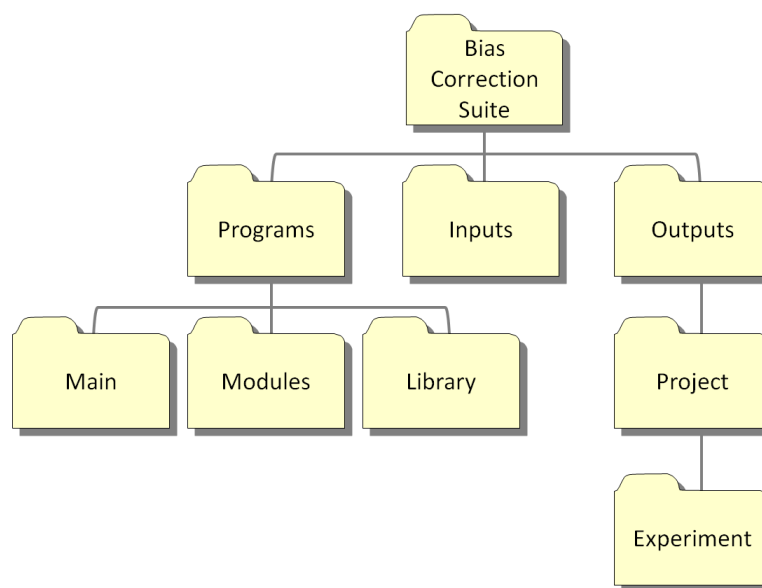 Bias
Correction
Suite
Programs
Inputs
Outputs
Main
Modules
Library
Project
Experiment